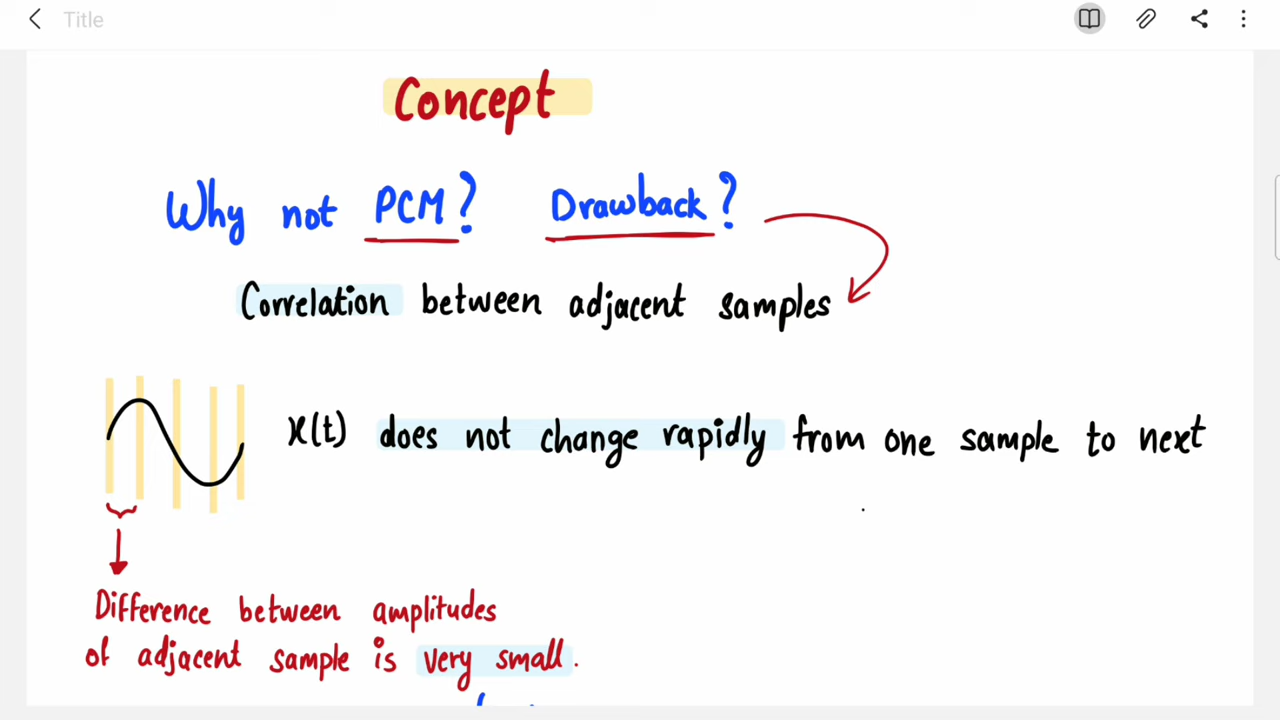 Title
Concept
Why not PCM? Drawback?
Correlation between adjacent samples
x(t) does not change rapidly from one sample to next
Difference between amplitudes
of adjacent sample is very small.